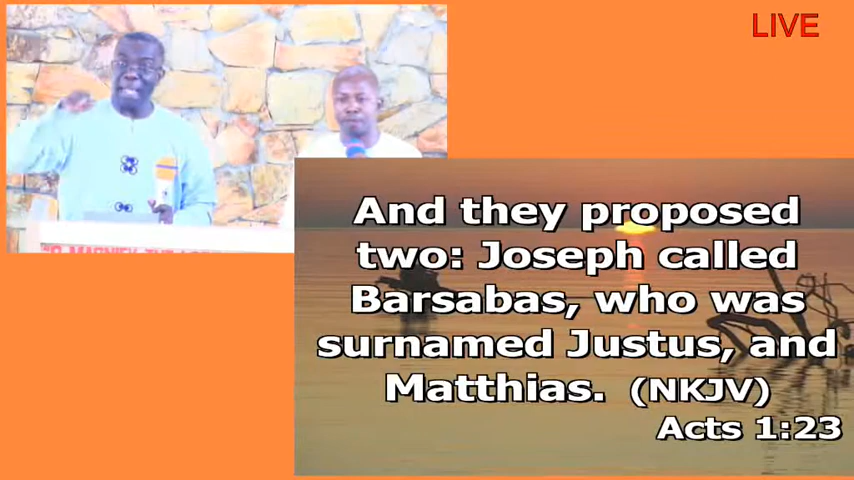 LIVE
And they proposed
two: Joseph called
Barsabas, who was
surnamed Justus, and
Matthias. (NKJV)
Acts 1:23